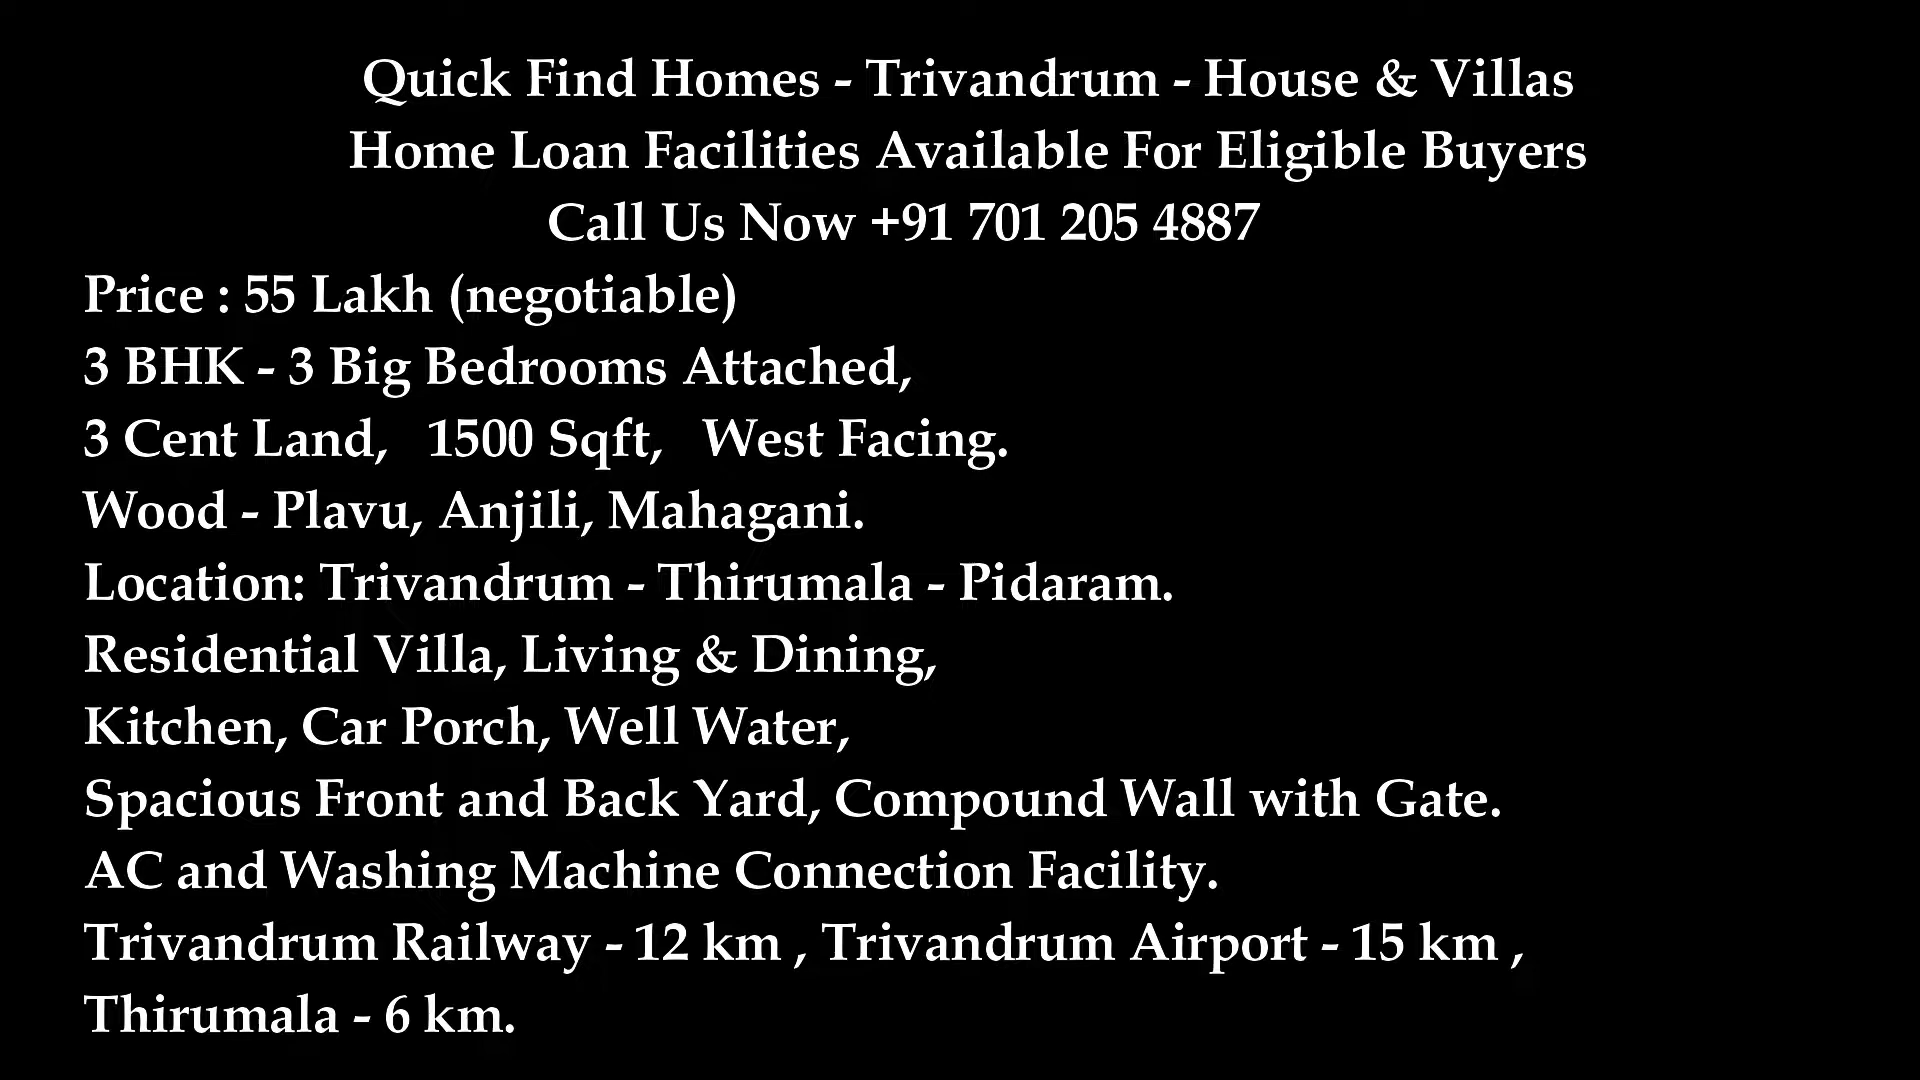 Quick Find Homes - Trivandrum - House & Villas
Home Loan Facilities Available For Eligible Buyers
Call Us Now +91 701 205 4887
Price : 55 Lakh (negotiable)
3 BHK - 3 Big Bedrooms Attached,
3 Cent Land,   1500 Sqft,   West Facing.
Wood - Plavu, Anjili, Mahagani.
Location: Trivandrum - Thirumala - Pidaram.
Residential Villa, Living & Dining,
Kitchen, Car Porch, Well Water,
Spacious Front and Back Yard, Compound Wall with Gate.
AC and Washing Machine Connection Facility.
Trivandrum Railway - 12 km , Trivandrum Airport - 15 km ,
Thirumala - 6 km.